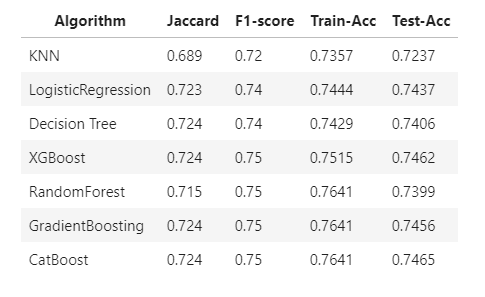 Algorithm Jaccard F1-score Train-Acc Test-Acc
KNN 0.689 0.72 0.7357 0.7237
LogisticRegression 0.723 0.74 0.7444 0.7437
Decision Tree 0.724 0.74 0.7429 0.7406
XGBoost 0.724 0.75 0.7515 0.7462
RandomForest 0.715 0.75 0.7641 0.7399
GradientBoosting 0.724 0.75 0.7641 0.7456
CatBoost 0.724 0.75 0.7641 0.7465